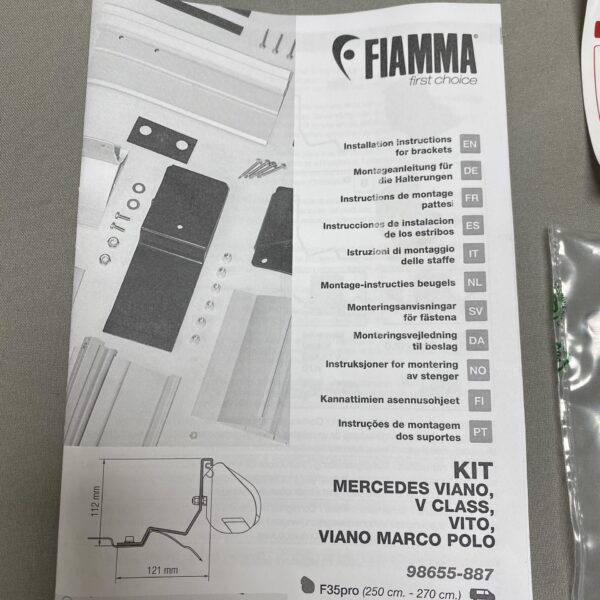 FIAMMA®
first choice
Installation instructions
for brackets
EN
Montageanleitung für
die Halterungen
DE
Instructions de montage
pattesi
FR
Instrucciones de instalacion
de los estribos
ES
Istruzioni di montaggio
delle staffe
IT
Montage-instructies beugels
NL
Monteringsanvisningar
för fästena
SV
Monteringsvejledning
til beslag
DA
Instruksjoner for montering
av stenger
NO
Kannattimien asennusohjeet
FI
Instruções de montagem
dos suportes
PT
112 mm
121 mm
KIT
MERCEDES VIANO,
V CLASS,
VITO,
VIANO MARCO POLO
98655-887
F35pro (250 cm. - 270 cm.)